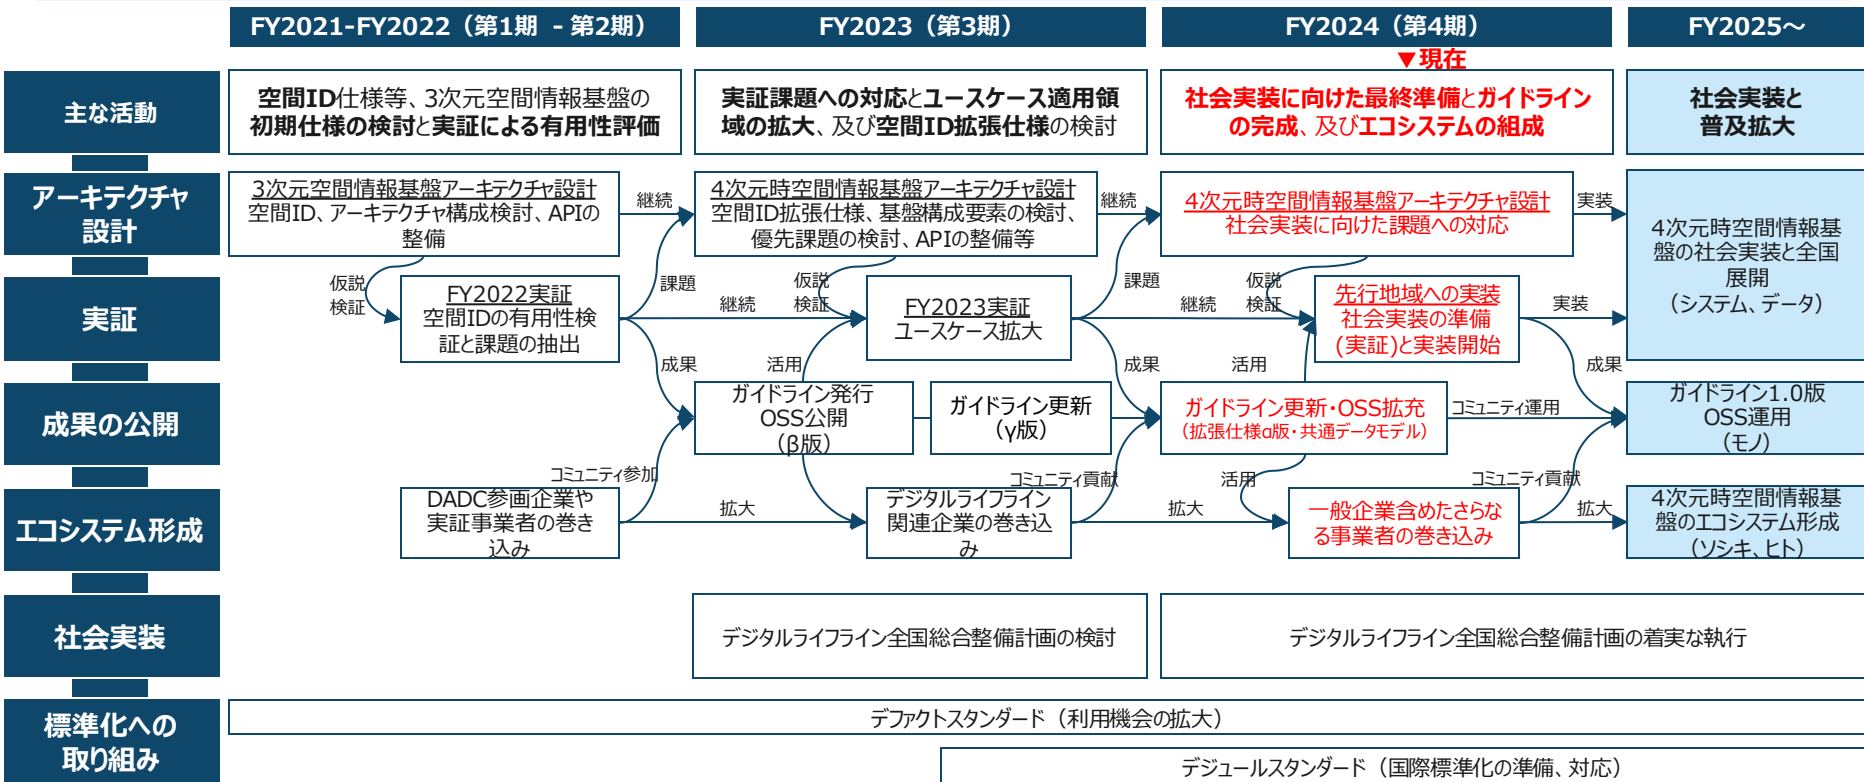 FY2021-FY2022（第1期 - 第2期）
FY2023（第3期）
FY2024（第4期）
FY2025～
▼現在
主な活動
空間ID仕様等、3次元空間情報基盤の
初期仕様の検討と実証による有用性評価
実証課題への対応とユースケース適用領
域の拡大、及び空間ID拡張仕様の検討
社会実装に向けた最終準備とガイドライン
の完成、及びエコシステムの組成
社会実装と
普及拡大
アーキテクチャ
設計
3次元空間情報基盤アーキテクチャ設計
空間ID、アーキテクチャ構成検討、APIの
整備
継続
4次元時空間情報基盤アーキテクチャ設計
空間ID拡張仕様、基盤構成要素の検討、
優先課題の検討、APIの整備等
継続
4次元時空間情報基盤アーキテクチャ設計
社会実装に向けた課題への対応
実装
4次元時空間情報基
盤の社会実装と全国
展開
（システム、データ）
実証
仮説
検証
FY2022実証
空間IDの有用性検
証と課題の抽出
課題
継続
仮説
検証
FY2023実証
ユースケース拡大
課題
継続
仮説
検証
先行地域への実装
社会実装の準備
(実証)と実装開始
実装
成果
活用
成果
活用
成果
成果の公開
ガイドライン発行
OSS公開
（β版）
ガイドライン更新
（γ版）
ガイドライン更新・OSS拡充
（拡張仕様α版・共通データモデル）
コミュニティ運用
ガイドライン1.0版
OSS運用
（モノ）
コミュニティ参加
コミュニティ貢献
活用
コミュニティ貢献
エコシステム形成
DADC参画企業や
実証事業者の巻き
込み
拡大
デジタルライフライン
関連企業の巻き込
み
拡大
一般企業含めたさらな
る事業者の巻き込み
拡大
4次元時空間情報基
盤のエコシステム形成
（ソシキ、ヒト）
社会実装
デジタルライフライン全国総合整備計画の検討
デジタルライフライン全国総合整備計画の着実な執行
標準化への
取り組み
デファクトスタンダード（利用機会の拡大）
デジュールスタンダード（国際標準化の準備、対応）